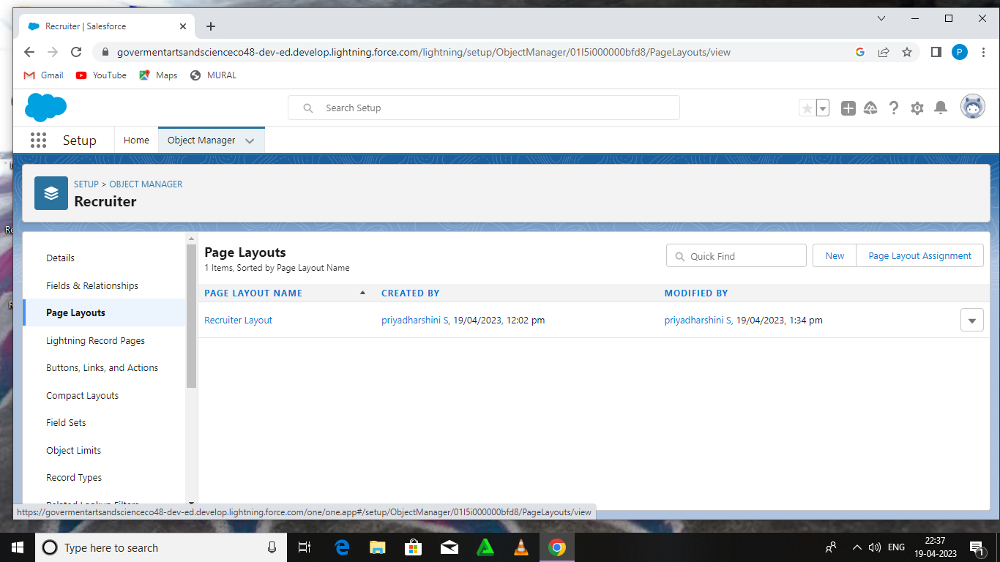 Recruiter | Salesforce
govermentartsandscienceco48-dev-ed.develop.lightning.force.com/lightning/setup/ObjectManager/01I5i000000bfd8/PageLayouts/view
P
Gmail
YouTube
Maps
MURAL
Search Setup
Setup
Home
Object Manager
SETUP > OBJECT MANAGER
Recruiter
Details
Fields & Relationships
Page Layouts
Lightning Record Pages
Buttons, Links, and Actions
Compact Layouts
Field Sets
Object Limits
Record Types
Related Lookup Filters
Page Layouts
1 Items, Sorted by Page Layout Name
Quick Find
New
Page Layout Assignment
PAGE LAYOUT NAME CREATED BY MODIFIED BY
Recruiter Layout priyadharshini S, 19/04/2023, 12:02 pm priyadharshini S, 19/04/2023, 1:34 pm
https://govermentartsandscienceco48-dev-ed.develop.lightning.force.com/one/one.app#/setup/ObjectManager/01I5i000000bfd8/PageLayouts/view
Type here to search
ENG
22:37
19-04-2023
1